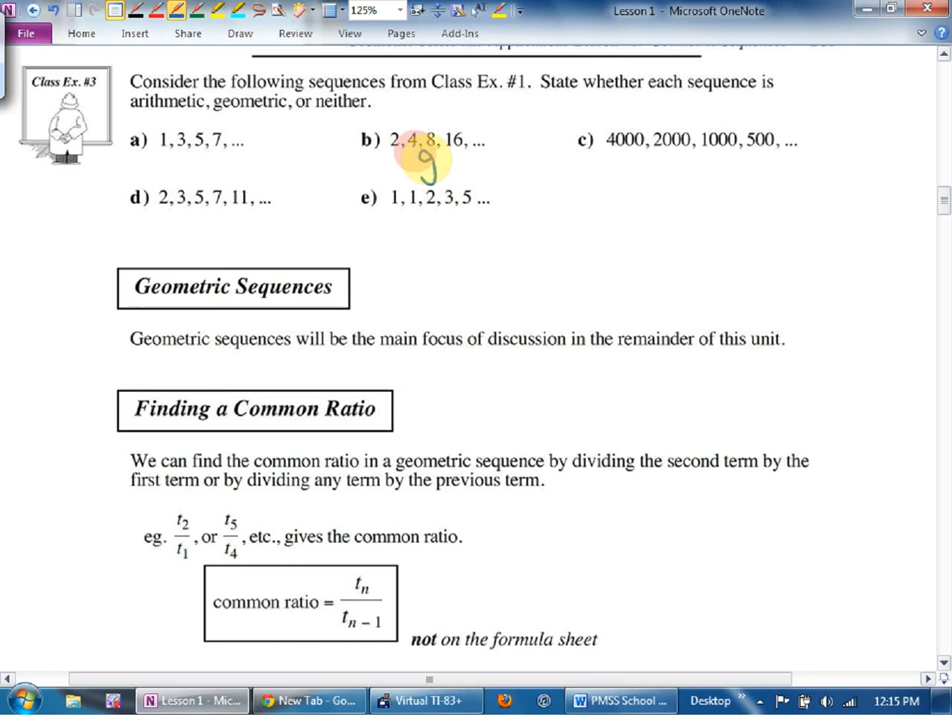 125%
Lesson 1 - Microsoft OneNote
File Home Insert Share Draw Review View Pages Add-Ins
Class Ex. #3
Consider the following sequences from Class Ex. #1. State whether each sequence is
arithmetic, geometric, or neither.
a) 1, 3, 5, 7, ... b) 2, 4, 8, 16, ... c) 4000, 2000, 1000, 500, ...
g
d) 2, 3, 5, 7, 11, ... e) 1, 1, 2, 3, 5 ...
Geometric Sequences
Geometric sequences will be the main focus of discussion in the remainder of this unit.
Finding a Common Ratio
We can find the common ratio in a geometric sequence by dividing the second term by the
first term or by dividing any term by the previous term.
eg. t2/t1, or t5/t4, etc., gives the common ratio.
common ratio = tn/tn – 1
not on the formula sheet
Lesson 1 - Mic... New Tab - Go... Virtual TI-83+ PMSS School ... Desktop 12:15 PM